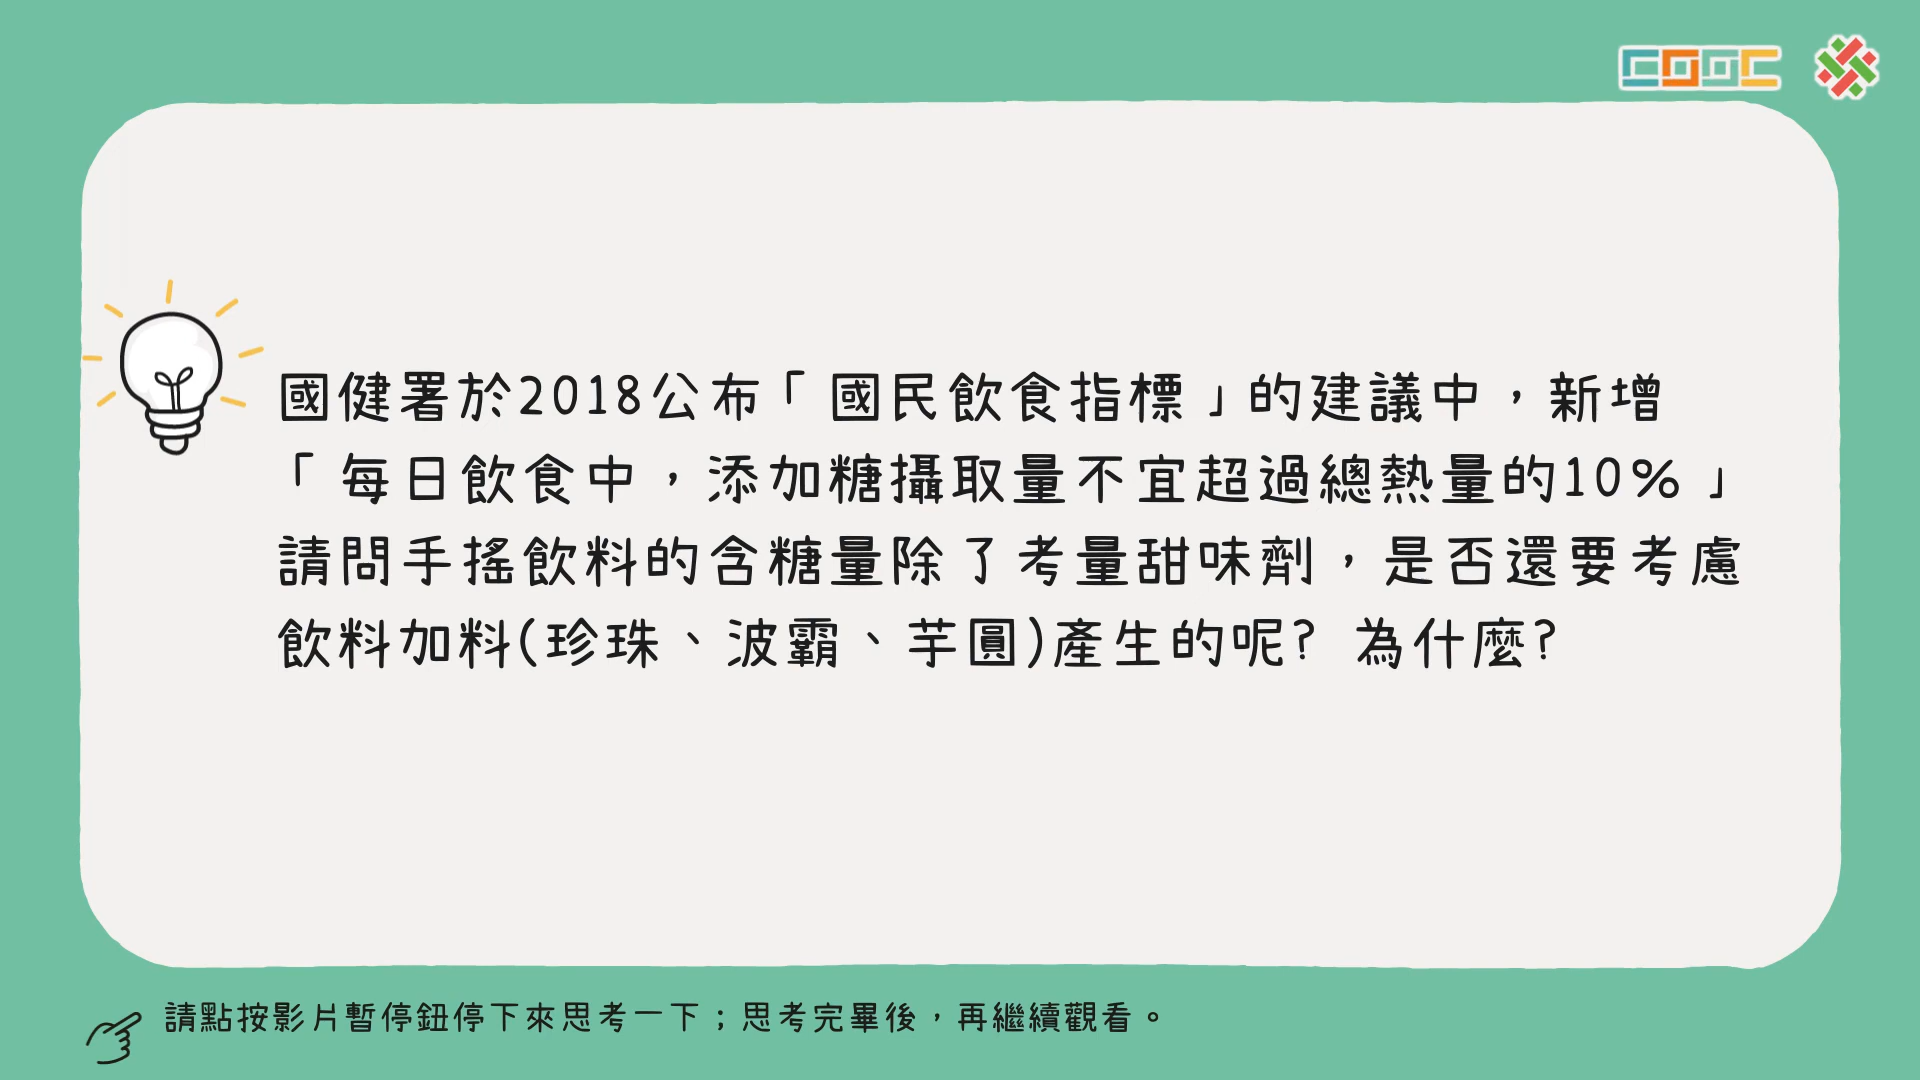 COOC
國健署於2018公布「國民飲食指標」的建議中，新增
「每日飲食中，添加糖攝取量不宜超過總熱量的10%」
請問手搖飲料的含糖量除了考量甜味劑，是否還要考慮
飲料加料(珍珠、波霸、芋圓)產生的呢? 為什麼?
請點按影片暫停鈕停下來思考一下；思考完畢後，再繼續觀看。